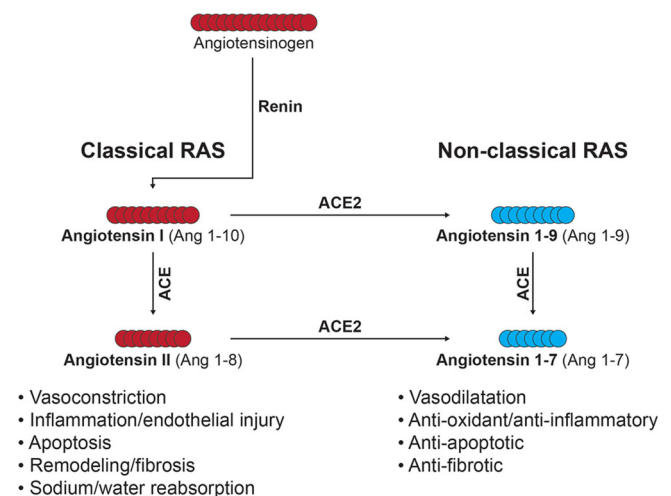 Angiotensinogen
Renin
Classical RAS
Non-classical RAS
ACE2
Angiotensin I (Ang 1-10)
Angiotensin 1-9 (Ang 1-9)
ACE
ACE
ACE2
Angiotensin II (Ang 1-8)
Angiotensin 1-7 (Ang 1-7)
• Vasoconstriction
• Inflammation/endothelial injury
• Apoptosis
• Remodeling/fibrosis
• Sodium/water reabsorption
• Vasodilatation
• Anti-oxidant/anti-inflammatory
• Anti-apoptotic
• Anti-fibrotic